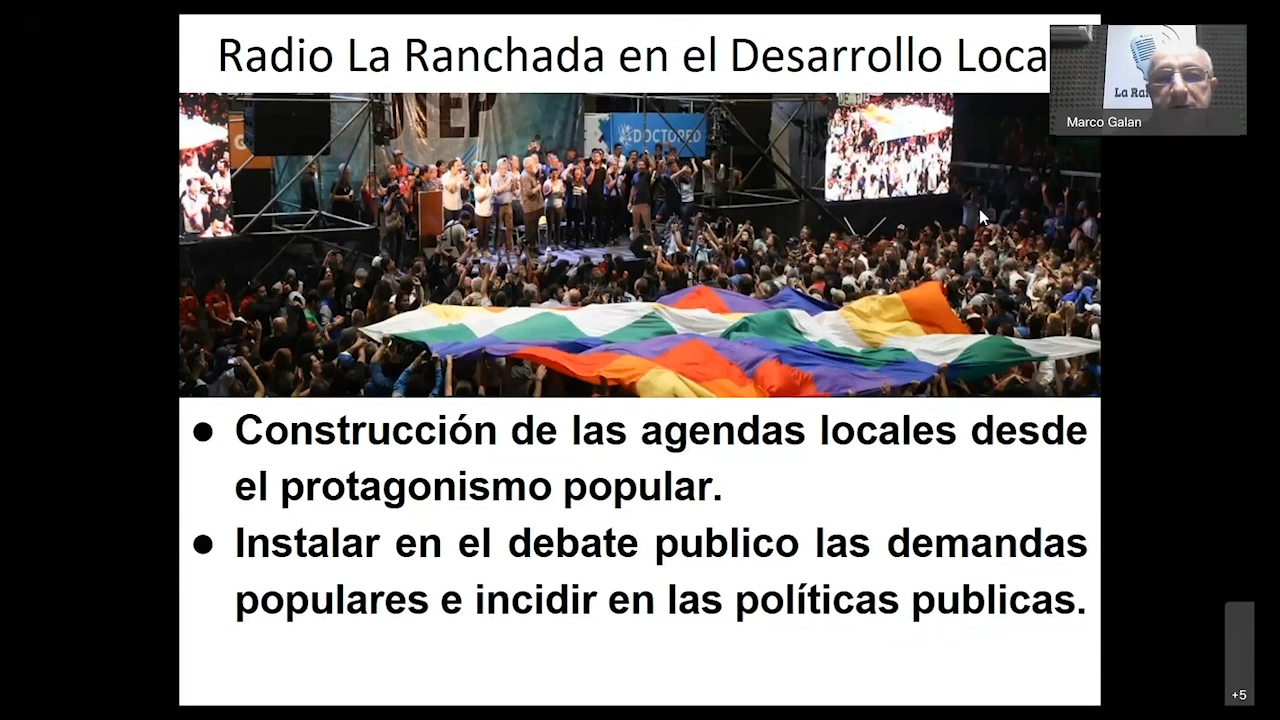 Radio La Ranchada en el Desarrollo Loca
UTEP
DOCTORED
La Ra
Marco Galan
● Construcción de las agendas locales desde
el protagonismo popular.
● Instalar en el debate publico las demandas
populares e incidir en las políticas publicas.
+5